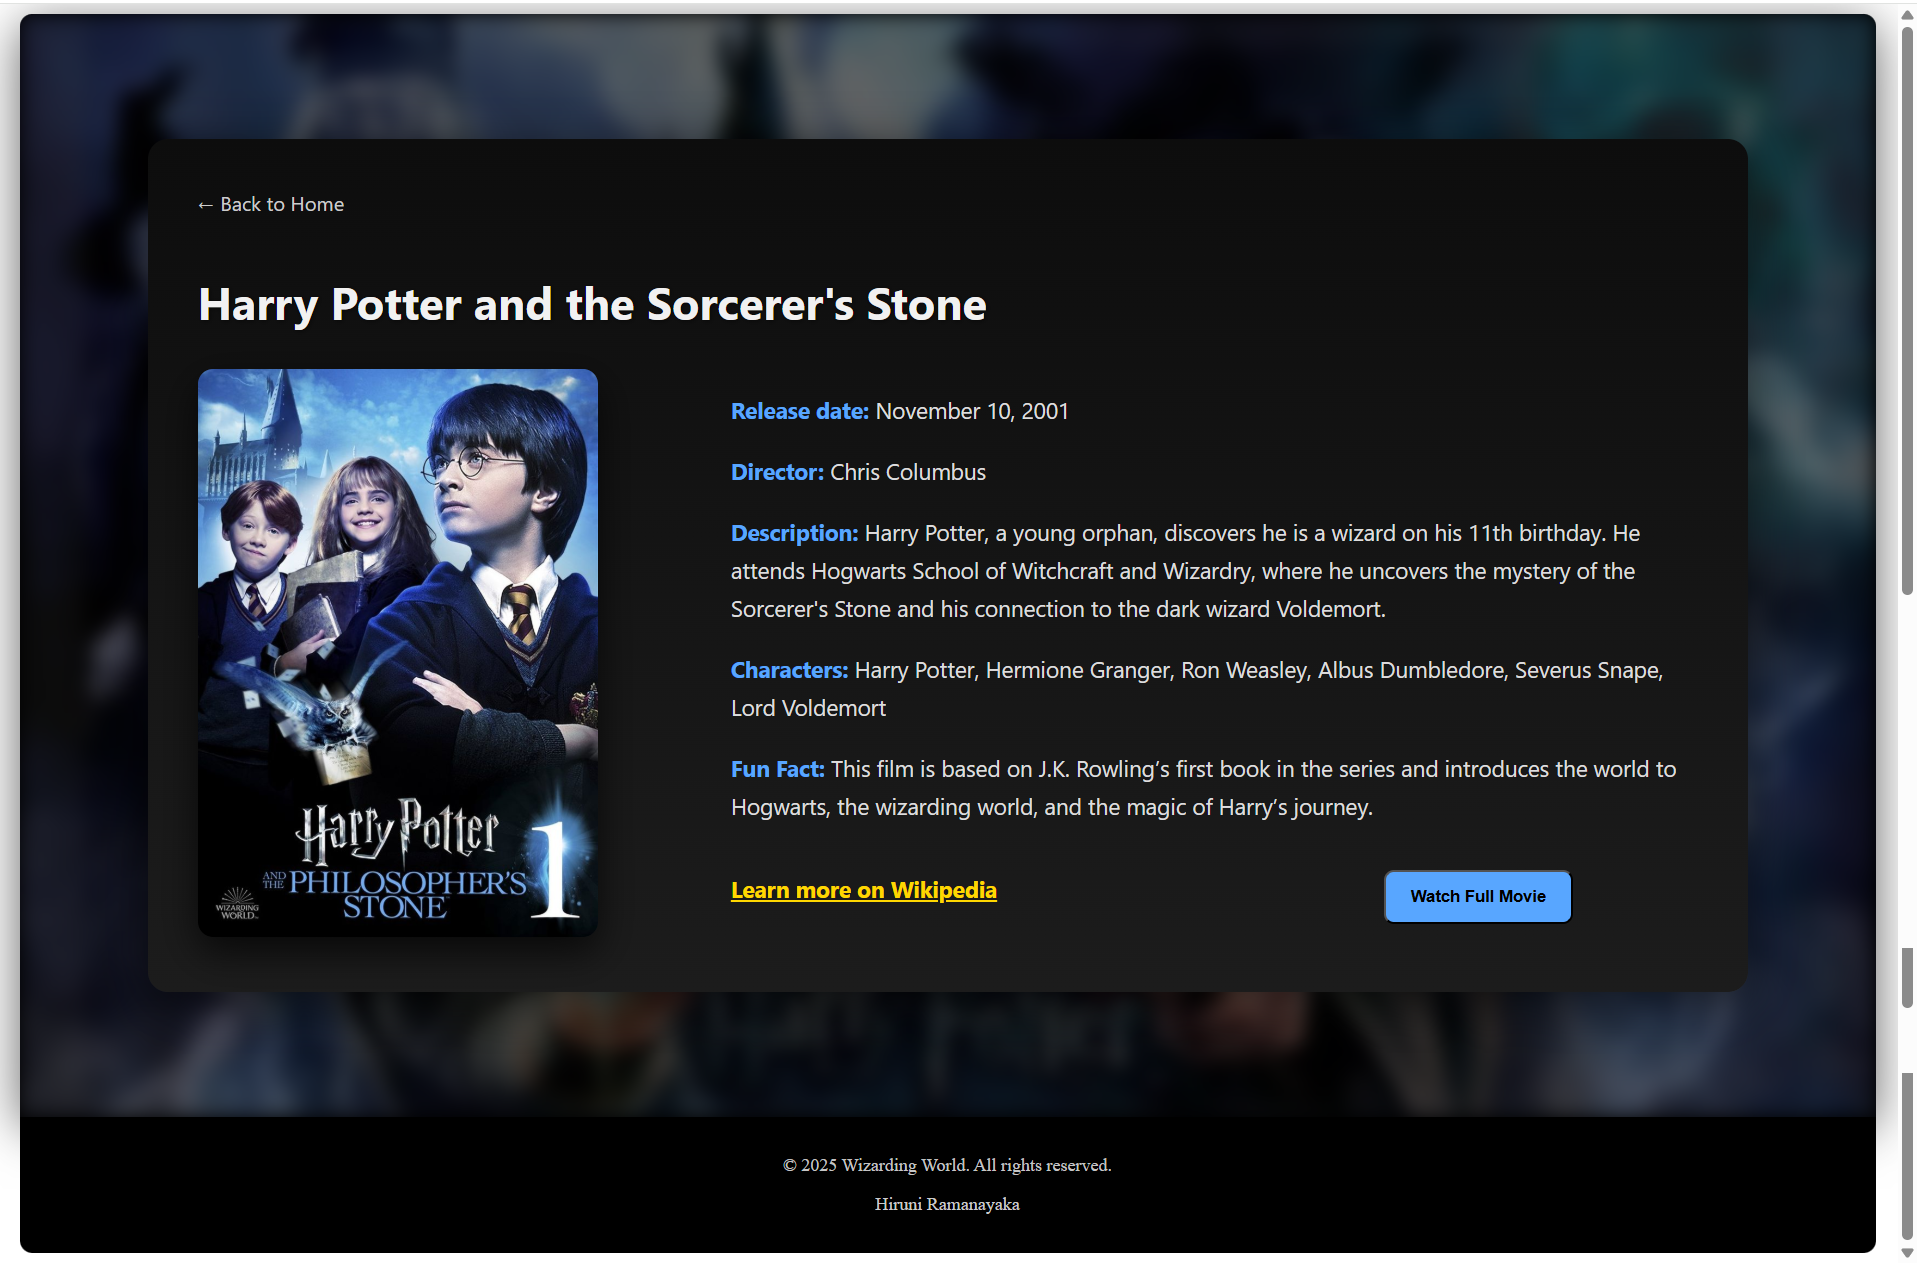 ← Back to Home
Harry Potter and the Sorcerer's Stone
Harry Potter
AND THE PHILOSOPHER'S
STONE
1
WIZARDING
WORLD
Release date: November 10, 2001
Director: Chris Columbus
Description: Harry Potter, a young orphan, discovers he is a wizard on his 11th birthday. He
attends Hogwarts School of Witchcraft and Wizardry, where he uncovers the mystery of the
Sorcerer's Stone and his connection to the dark wizard Voldemort.
Characters: Harry Potter, Hermione Granger, Ron Weasley, Albus Dumbledore, Severus Snape,
Lord Voldemort
Fun Fact: This film is based on J.K. Rowling’s first book in the series and introduces the world to
Hogwarts, the wizarding world, and the magic of Harry’s journey.
Learn more on Wikipedia
Watch Full Movie
© 2025 Wizarding World. All rights reserved.
Hiruni Ramanayaka